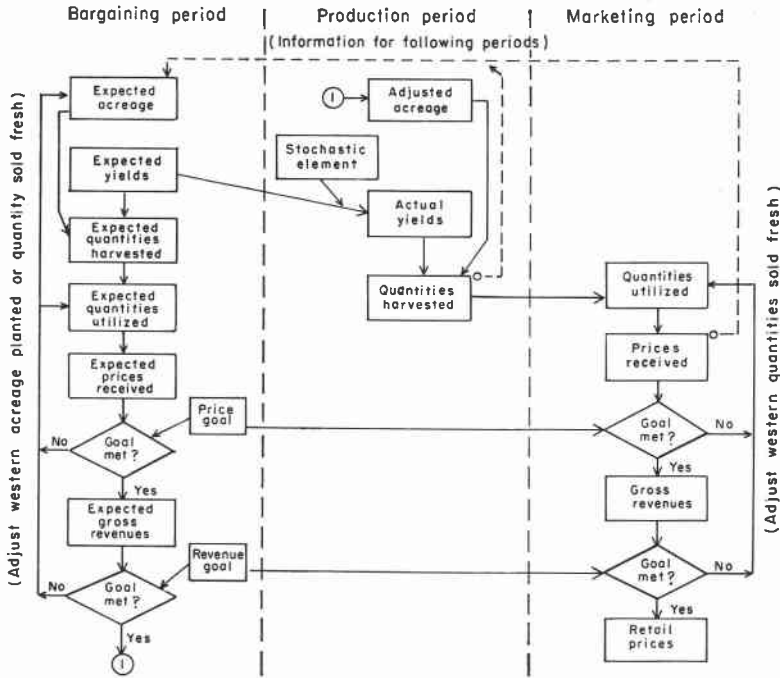 Bargaining period
Production period
Marketing period
(Information for following periods)
Expected
acreage
Expected
yields
Expected
quantities
harvested
Expected
quantities
utilized
Expected
prices
received
Price
goal
No
Goal
met?
Yes
Expected
gross
revenues
Revenue
goal
No
Goal
met?
Yes
I
(Adjust western acreage planted or quantity sold fresh)
I
Adjusted
acreage
Stochastic
element
Actual
yields
Quantities
harvested
Quantities
utilized
Prices
received
Goal
met?
No
Yes
Gross
revenues
Goal
met?
No
Yes
Retail
prices
(Adjust western quantities sold fresh)